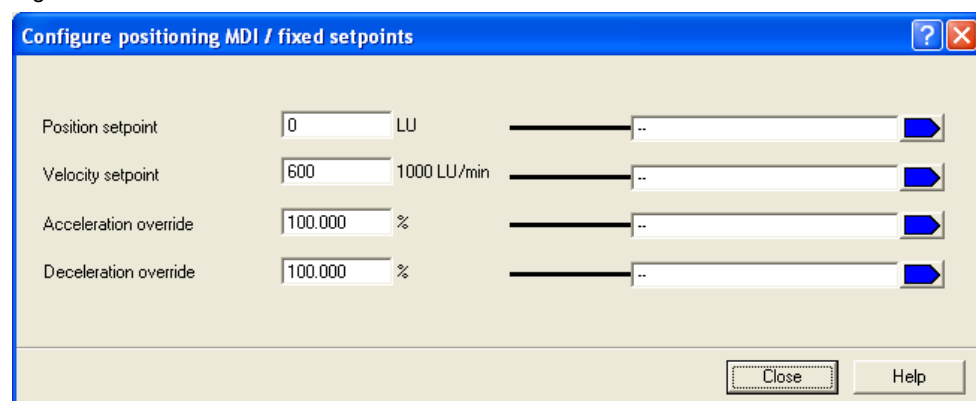 Configure positioning MDI / fixed setpoints
Position setpoint 0 LU --
Velocity setpoint 600 1000 LU/min --
Acceleration override 100.000 % --
Deceleration override 100.000 % --
Close Help